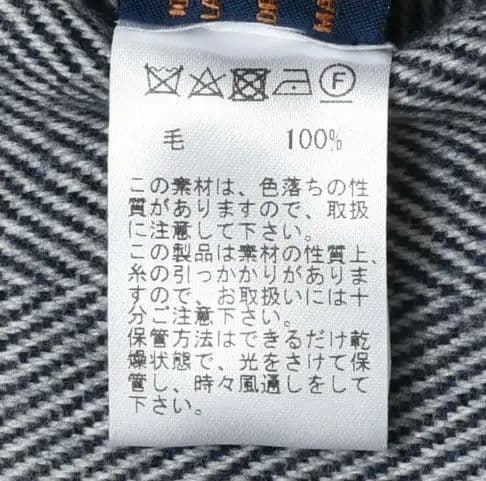 F
毛 100%
この素材は、色落ちの性
質がありますので、取扱
に注意して下さい。
この製品は素材の性質上、
糸の引っかかりがありま
すので、お取扱いには十
分ご注意下さい。
保管方法はできるだけ乾
燥状態で、光をさけて保
管し、時々風通しをして
下さい。